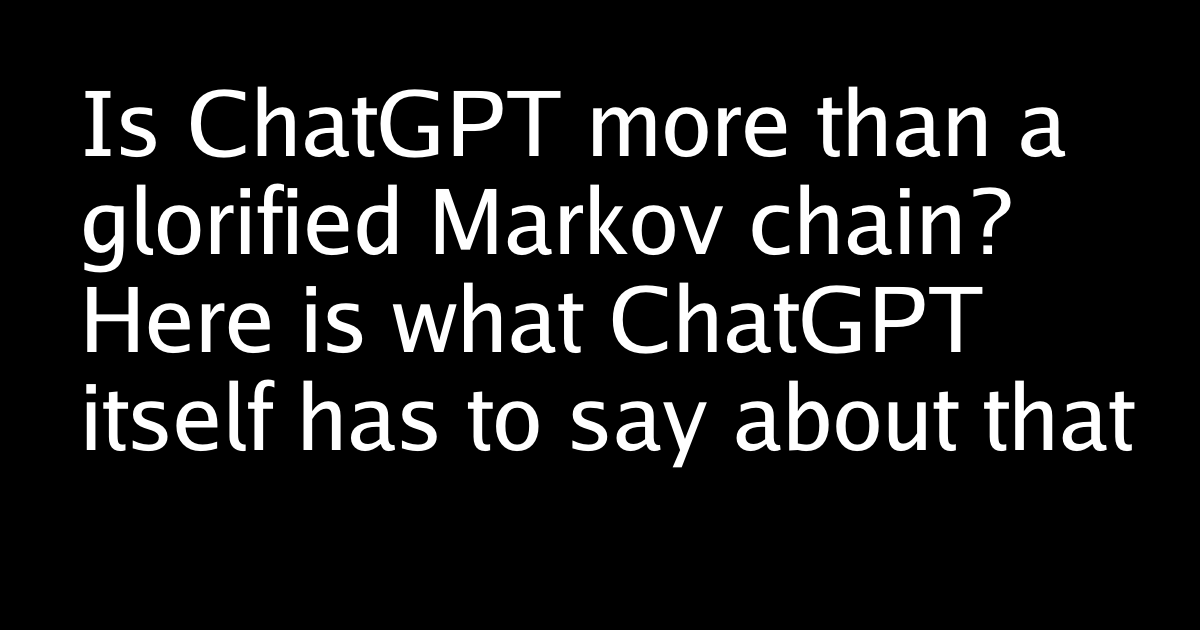 Is ChatGPT more than a
glorified Markov chain?
Here is what ChatGPT
itself has to say about that